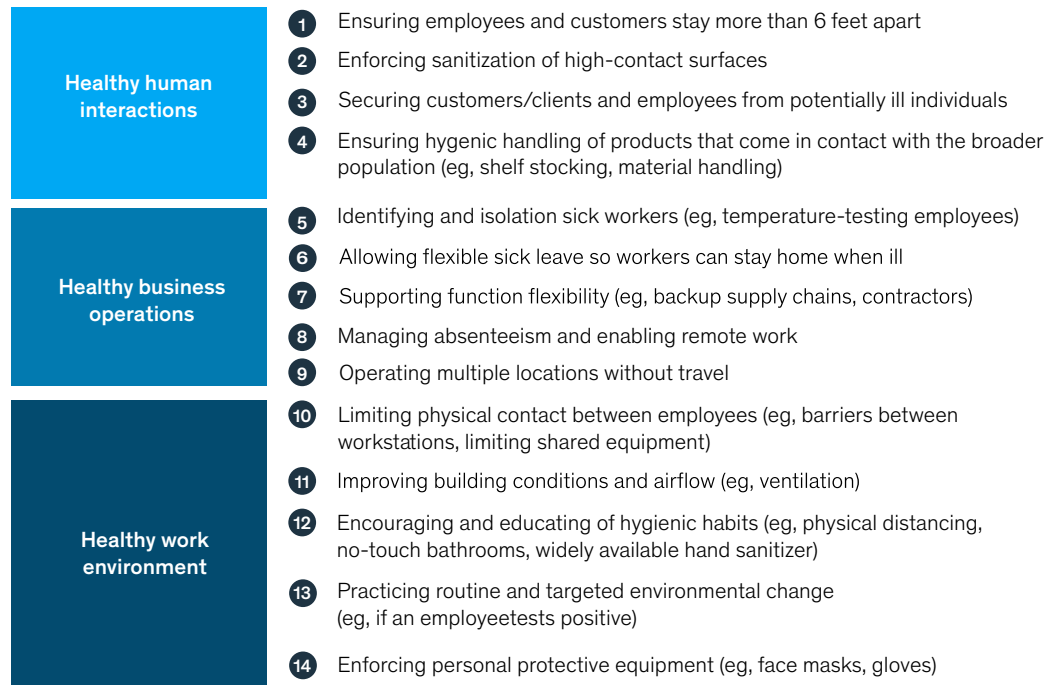 Healthy human
interactions
1 Ensuring employees and customers stay more than 6 feet apart
2 Enforcing sanitization of high-contact surfaces
3 Securing customers/clients and employees from potentially ill individuals
4 Ensuring hygenic handling of products that come in contact with the broader
population (eg, shelf stocking, material handling)
Healthy business
operations
5 Identifying and isolation sick workers (eg, temperature-testing employees)
6 Allowing flexible sick leave so workers can stay home when ill
7 Supporting function flexibility (eg, backup supply chains, contractors)
8 Managing absenteeism and enabling remote work
9 Operating multiple locations without travel
Healthy work
environment
10 Limiting physical contact between employees (eg, barriers between
workstations, limiting shared equipment)
11 Improving building conditions and airflow (eg, ventilation)
12 Encouraging and educating of hygienic habits (eg, physical distancing,
no-touch bathrooms, widely available hand sanitizer)
13 Practicing routine and targeted environmental change
(eg, if an employeetests positive)
14 Enforcing personal protective equipment (eg, face masks, gloves)